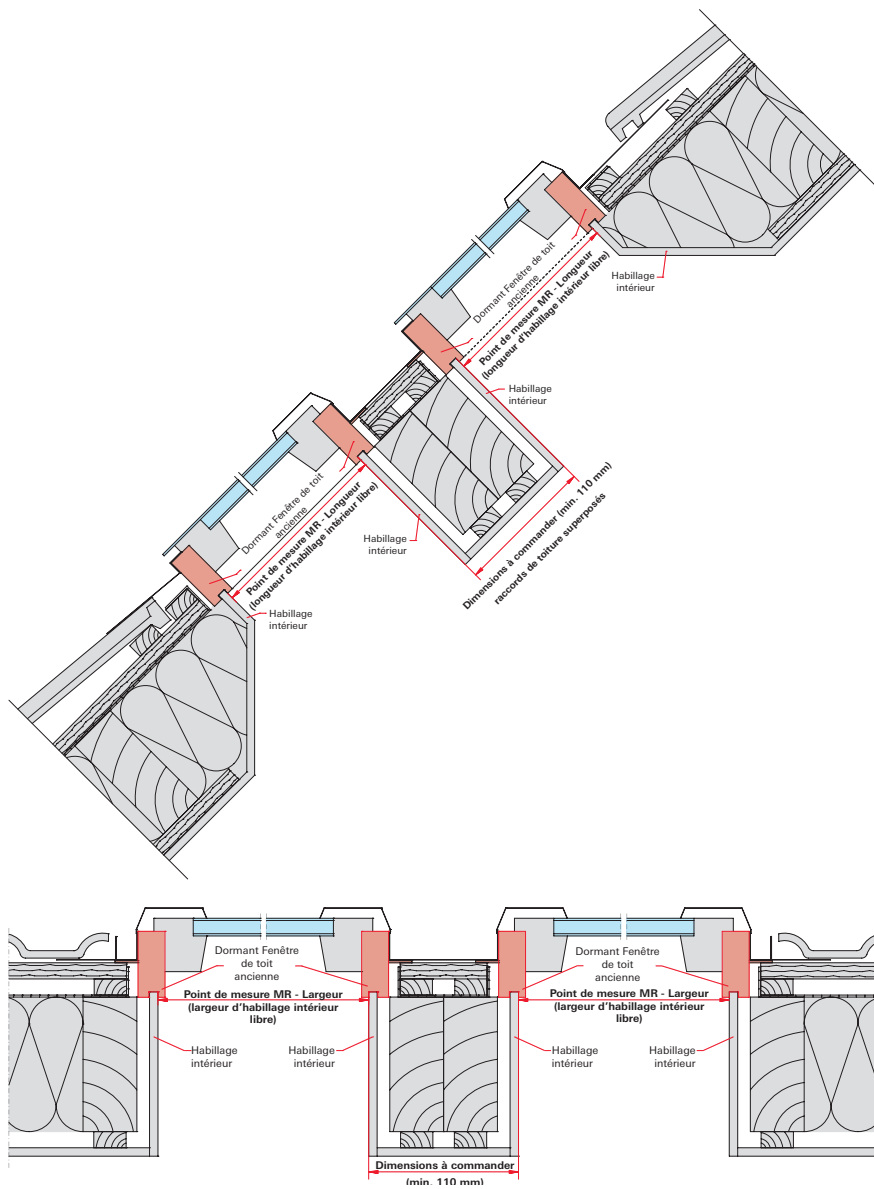 Dormant Fenêtre de toit
ancienne
Point de mesure MR - Longueur
(longueur d'habillage intérieur libre)
Habillage
intérieur
Habillage
intérieur
Dormant Fenêtre de toit
ancienne
Point de mesure MR - Longueur
(longueur d'habillage intérieur libre)
Habillage
intérieur
Dimensions à commander (min. 110 mm)
raccords de toiture superposés
Habillage
intérieur
Dormant Fenêtre
de toit
ancienne
Point de mesure MR - Largeur
(largeur d'habillage intérieur
libre)
Dormant Fenêtre
de toit
ancienne
Point de mesure MR - Largeur
(largeur d'habillage intérieur
libre)
Habillage
intérieur
Habillage
intérieur
Habillage
intérieur
Habillage
intérieur
Dimensions à commander
(min. 110 mm)